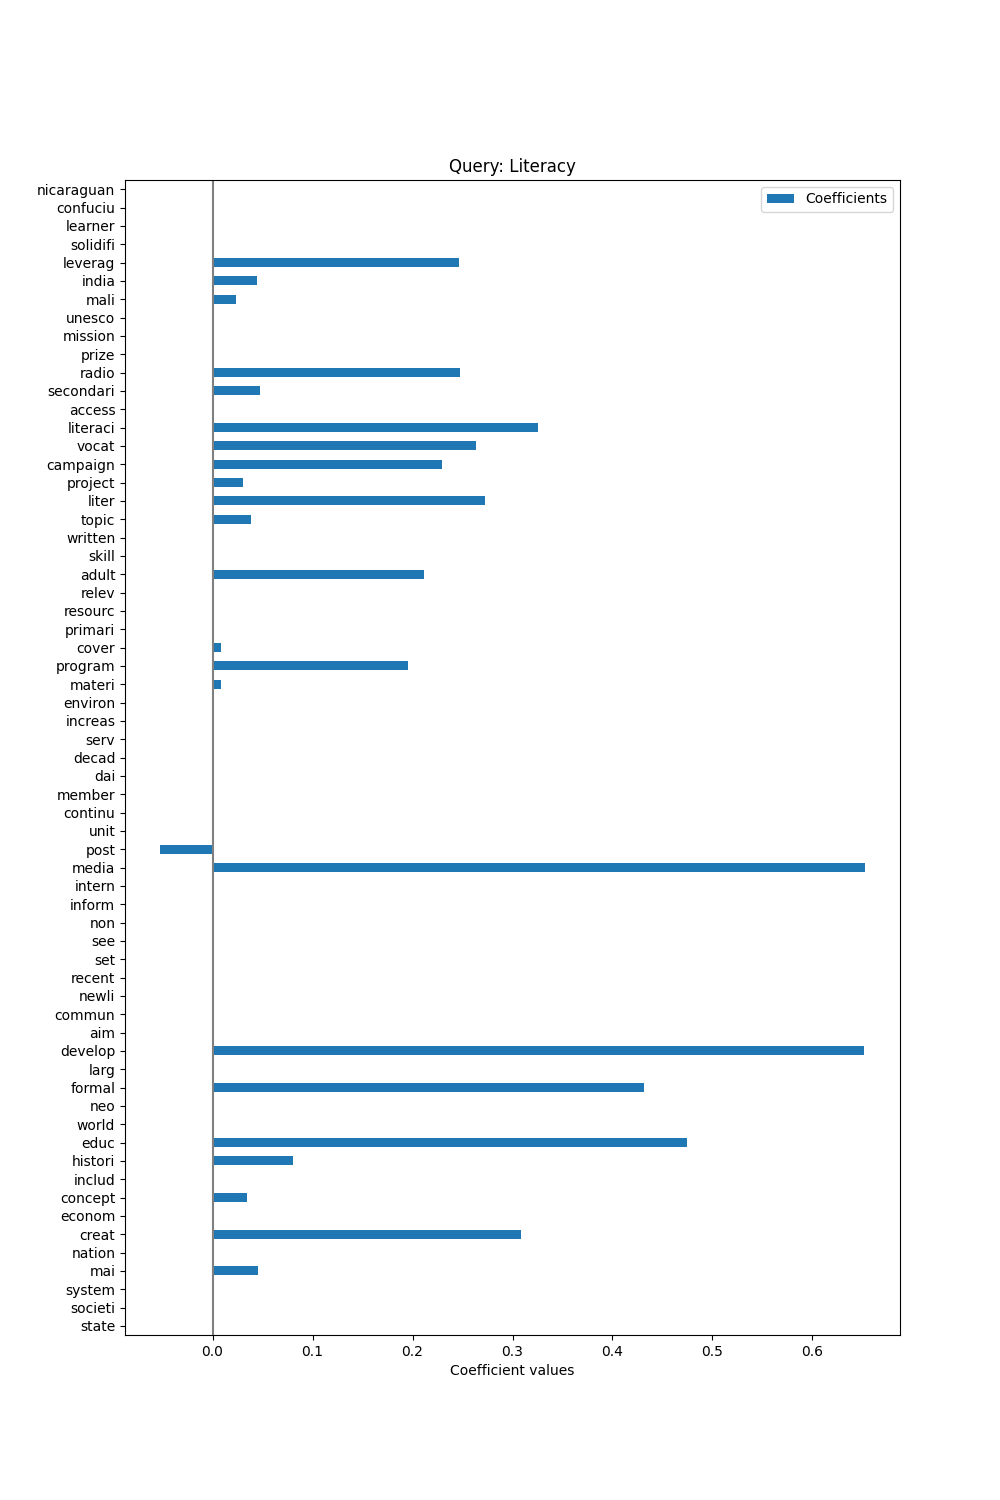 Query: Literacy
Coefficients
nicaraguan
confuciu
learner
solidifi
leverag
india
mali
unesco
mission
prize
radio
secondari
access
literaci
vocat
campaign
project
liter
topic
written
skill
adult
relev
resourc
primari
cover
program
materi
environ
increas
serv
decad
dai
member
continu
unit
post
media
intern
inform
non
see
set
recent
newli
commun
aim
develop
larg
formal
neo
world
educ
histori
includ
concept
econom
creat
nation
mai
system
societi
state
0.0 0.1 0.2 0.3 0.4 0.5 0.6
Coefficient values